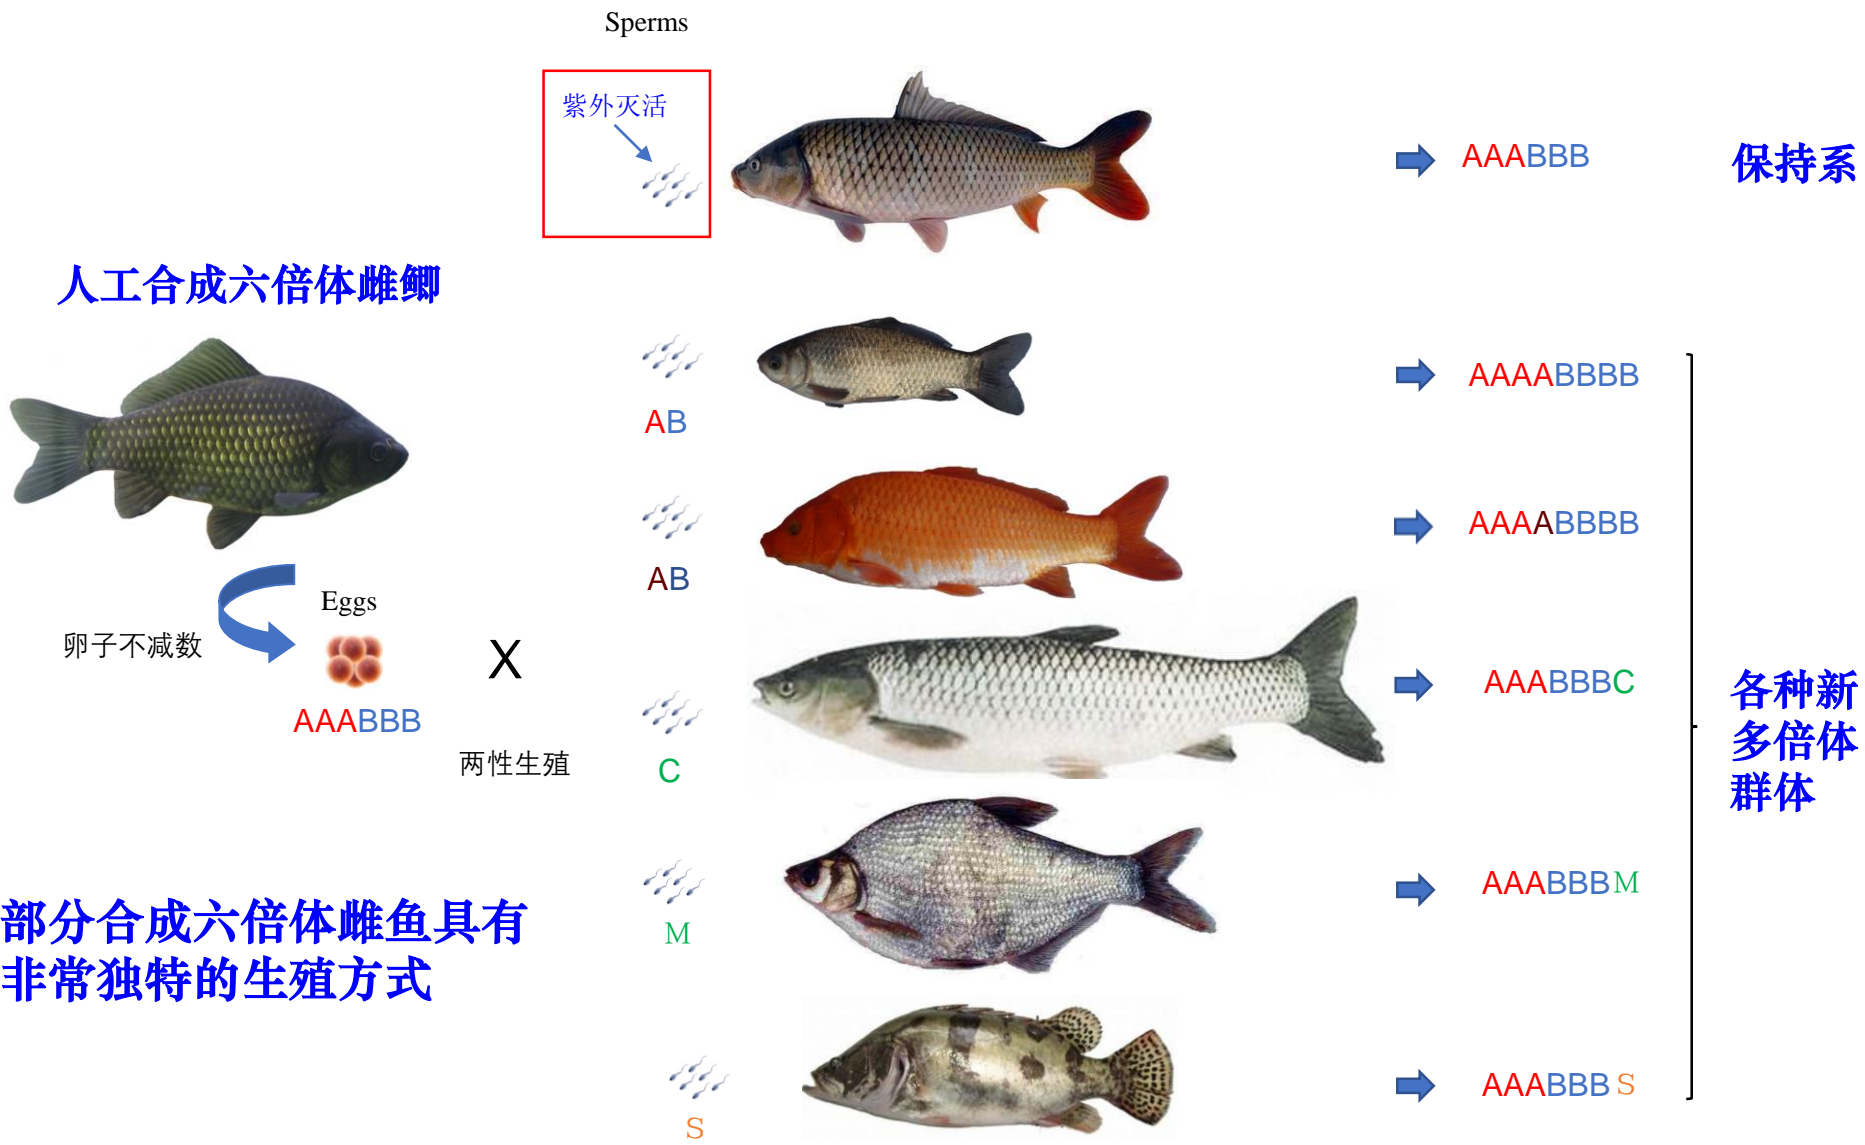 Sperms
紫外灭活
AAABBB
保持系
人工合成六倍体雌鲫
AB
AAAABBBB
AB
AAAABBBB
Eggs
卵子不减数
X
AAABBB
两性生殖
C
AAABBBC
各种新
多倍体
群体
M
AAABBBM
部分合成六倍体雌鱼具有
非常独特的生殖方式
S
AAABBBS